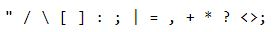 " / \ [ ] : ; | = , + * ? <>;